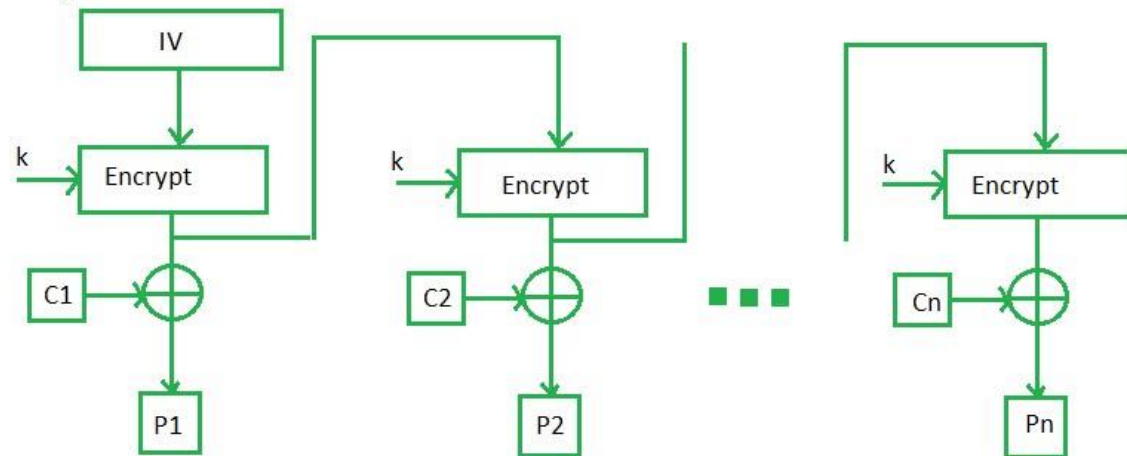 IV
k
Encrypt
k
Encrypt
k
Encrypt
C1
C2
Cn
P1
P2
Pn